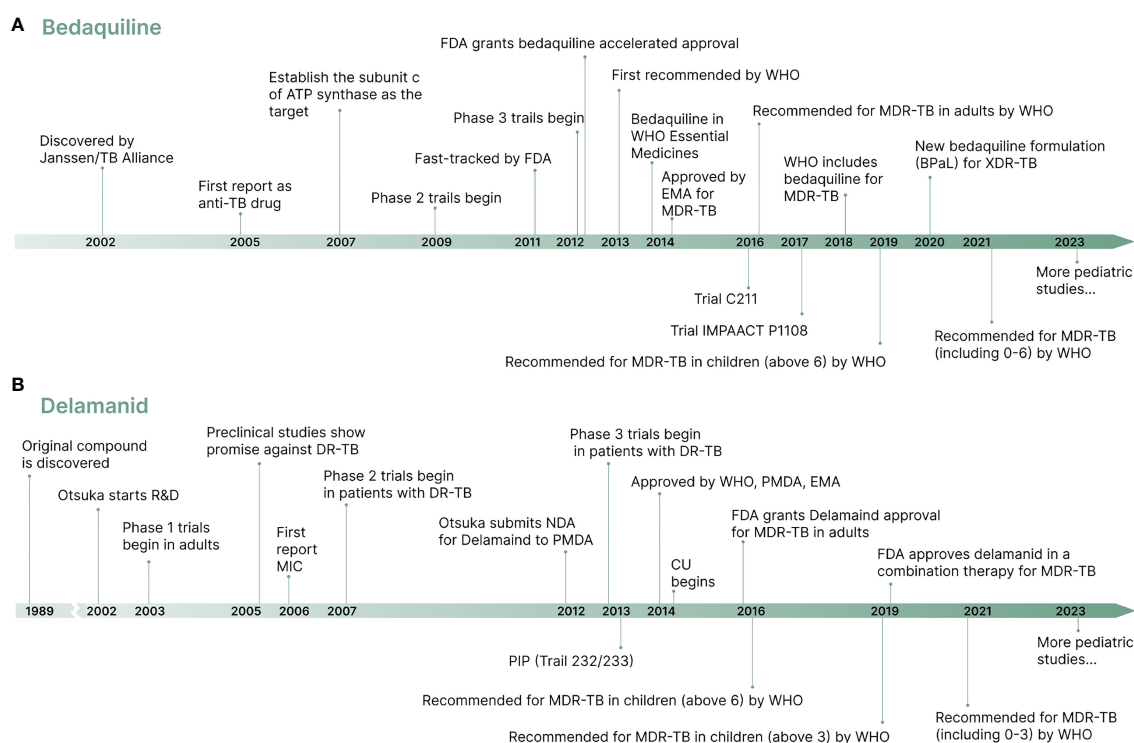 A
Bedaquiline
FDA grants bedaquiline accelerated approval
Establish the subunit c
of ATP synthase as the
target
First recommended by WHO
Phase 3 trails begin
Bedaquiline in
WHO Essential
Medicines
Recommended for MDR-TB in adults by WHO
Discovered by
Janssen/TB Alliance
Fast-tracked by FDA
WHO includes
bedaquiline for
MDR-TB
New bedaquiline formulation
(BPaL) for XDR-TB
First report as
anti-TB drug
Phase 2 trails begin
Approved by
EMA for
MDR-TB
2002 2005 2007 2009 2011 2012 2013 2014 2016 2017 2018 2019 2020 2021 2023
More pediatric
studies...
Trial C211
Trial IMPAACT P1108
Recommended for MDR-TB
(including 0-6) by WHO
Recommended for MDR-TB in children (above 6) by WHO
B
Delamanid
Original compound
is discovered
Preclinical studies show
promise against DR-TB
Phase 3 trials begin
in patients with DR-TB
Otsuka starts R&D
Phase 2 trials begin
in patients with DR-TB
Approved by WHO, PMDA, EMA
Phase 1 trials
begin in adults
First
report
MIC
Otsuka submits NDA
for Delamaind to PMDA
FDA grants Delamaind approval
for MDR-TB in adults
CU
begins
FDA approves delamanid in a
combination therapy for MDR-TB
1989 2002 2003 2005 2006 2007 2012 2013 2014 2016 2019 2021 2023
More pediatric
studies...
PIP (Trail 232/233)
Recommended for MDR-TB in children (above 6) by WHO
Recommended for MDR-TB
(including 0-3) by WHO
Recommended for MDR-TB in children (above 3) by WHO